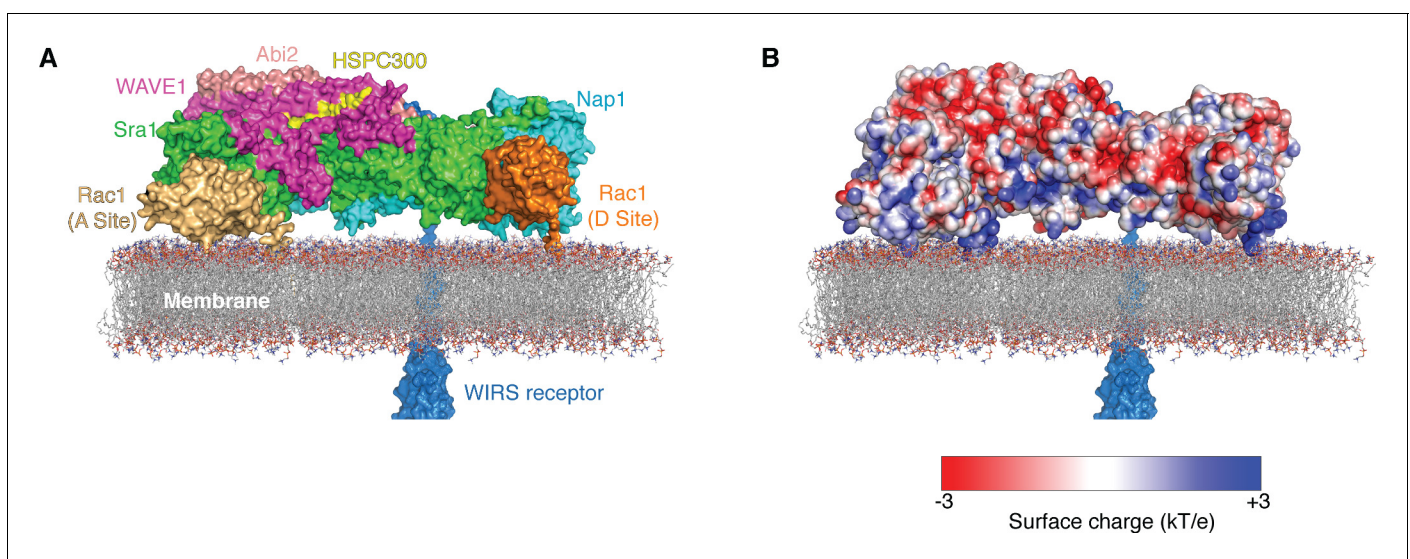 A
Abi2
HSPC300
WAVE1
Nap1
Sra1
Rac1
(A Site)
Rac1
(D Site)
Membrane
WIRS receptor
B
-3
+3
Surface charge (kT/e)